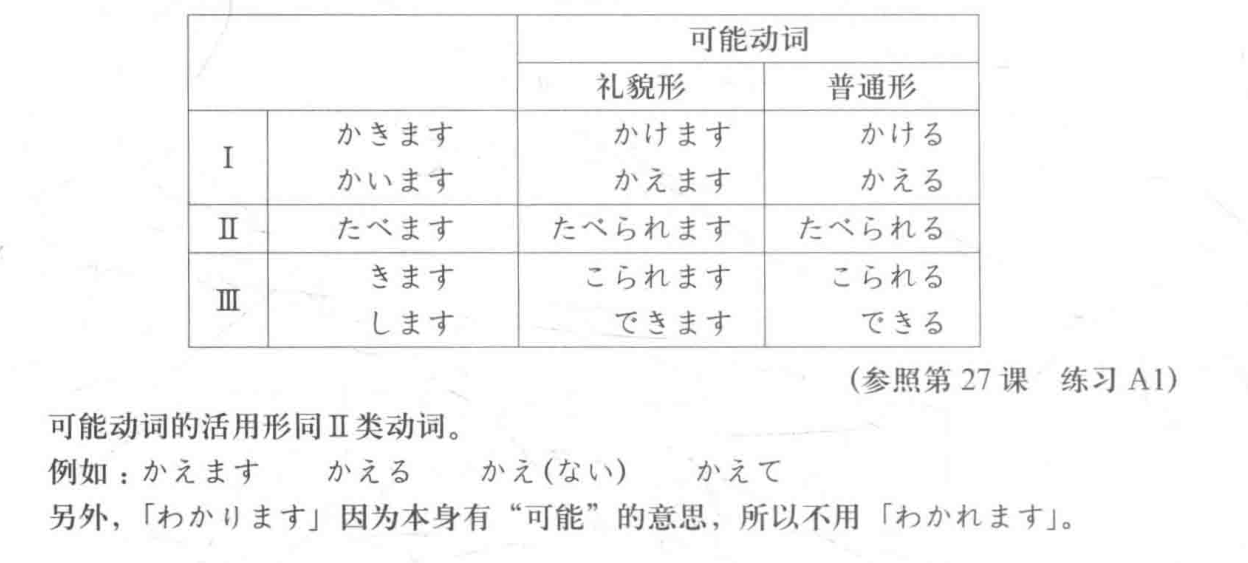 可能动词
礼貌形 普通形
Ⅰ かきます かけます かける
かいます かえます かえる
Ⅱ たべます たべられます たべられる
Ⅲ きます こられます こられる
します できます できる
(参照第 27 课 练习 A1)
可能动词的活用形同Ⅱ类动词。
例如：かえます かえる かえ(ない) かえて
另外，「わかります」因为本身有“可能”的意思，所以不用「わかれます」。